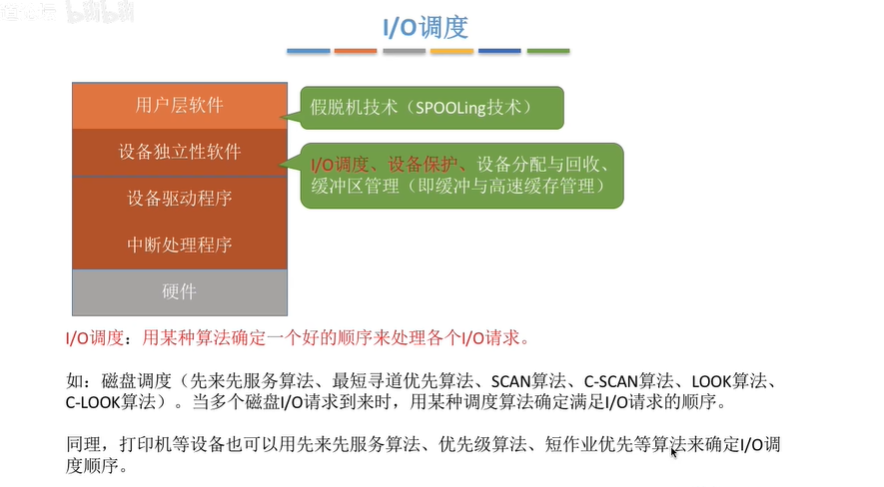 bilibili
I/O调度
用户层软件
假脱机技术（SPOOLing技术）
设备独立性软件
I/O调度、设备保护、设备分配与回收、
缓冲区管理（即缓冲与高速缓存管理）
设备驱动程序
中断处理程序
硬件
I/O调度：用某种算法确定一个好的顺序来处理各个I/O请求。
如：磁盘调度（先来先服务算法、最短寻道优先算法、SCAN算法、C-SCAN算法、LOOK算法、
C-LOOK算法）。当多个磁盘I/O请求到来时，用某种调度算法确定满足I/O请求的顺序。
同理，打印机等设备也可以用先来先服务算法、优先级算法、短作业优先等算法来确定I/O调
度顺序。